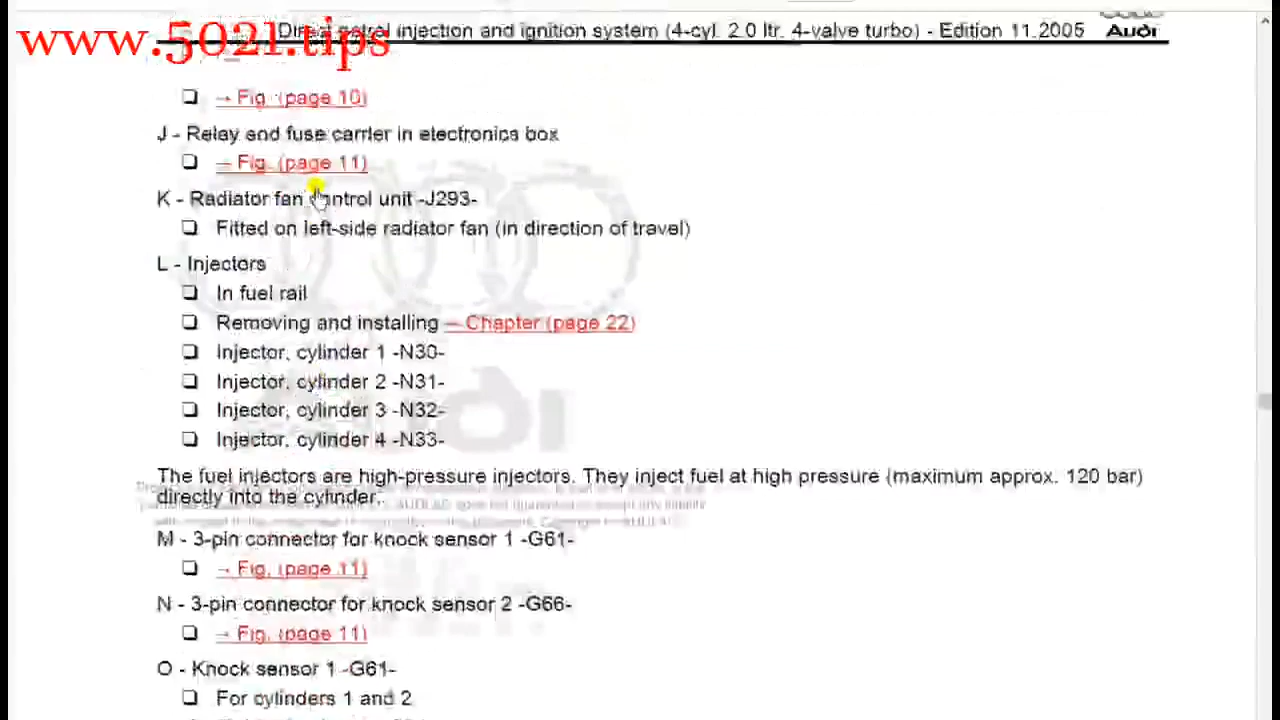 www.5021.tips
Direct petrol injection and ignition system (4-cyl. 2.0 ltr. 4-valve turbo) - Edition 11.2005
Audi
❑ → Fig. (page 10)
J - Relay and fuse carrier in electronics box
❑ → Fig. (page 11)
K - Radiator fan control unit -J293-
❑ Fitted on left-side radiator fan (in direction of travel)
L - Injectors
❑ In fuel rail
❑ Removing and installing → Chapter (page 22)
❑ Injector, cylinder 1 -N30-
❑ Injector, cylinder 2 -N31-
❑ Injector, cylinder 3 -N32-
❑ Injector, cylinder 4 -N33-
The fuel injectors are high-pressure injectors. They inject fuel at high pressure (maximum approx. 120 bar)
directly into the cylinder.
M - 3-pin connector for knock sensor 1 -G61-
❑ → Fig. (page 11)
N - 3-pin connector for knock sensor 2 -G66-
❑ → Fig. (page 11)
O - Knock sensor 1 -G61-
❑ For cylinders 1 and 2